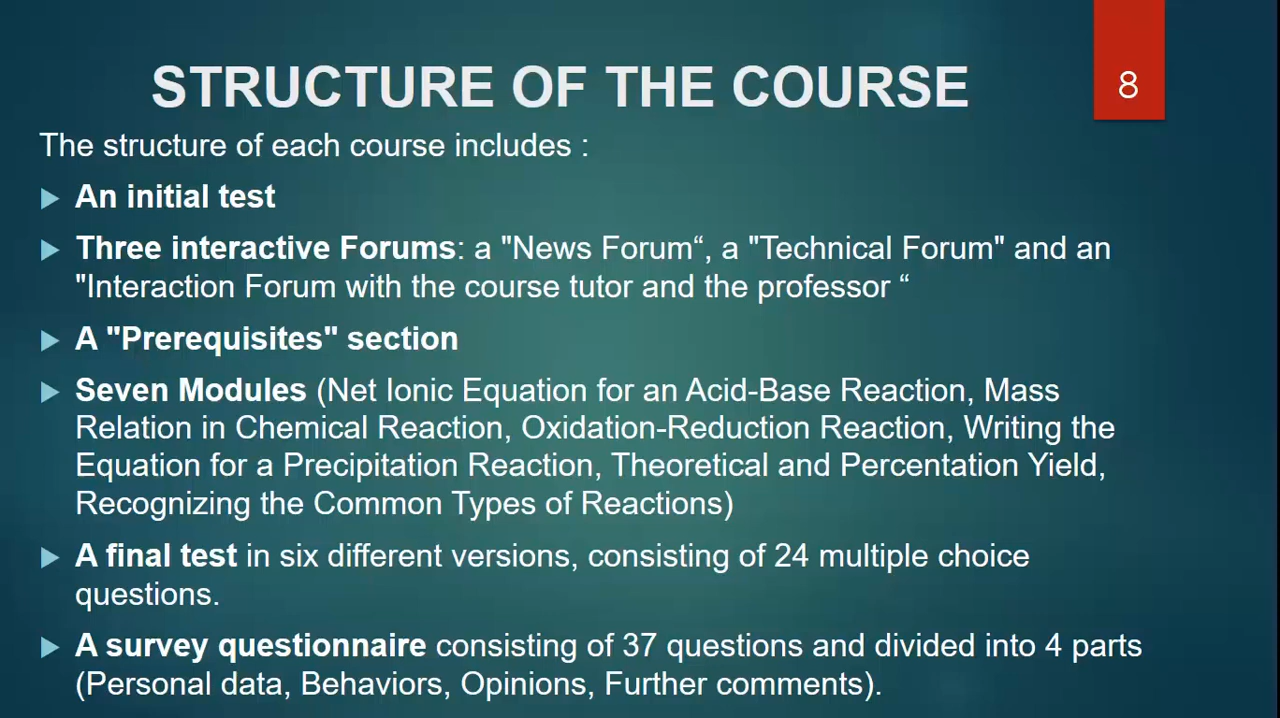 STRUCTURE OF THE COURSE
8
The structure of each course includes :
An initial test
Three interactive Forums: a "News Forum“, a "Technical Forum" and an
"Interaction Forum with the course tutor and the professor “
A "Prerequisites" section
Seven Modules (Net Ionic Equation for an Acid-Base Reaction, Mass
Relation in Chemical Reaction, Oxidation-Reduction Reaction, Writing the
Equation for a Precipitation Reaction, Theoretical and Percentation Yield,
Recognizing the Common Types of Reactions)
A final test in six different versions, consisting of 24 multiple choice
questions.
A survey questionnaire consisting of 37 questions and divided into 4 parts
(Personal data, Behaviors, Opinions, Further comments).